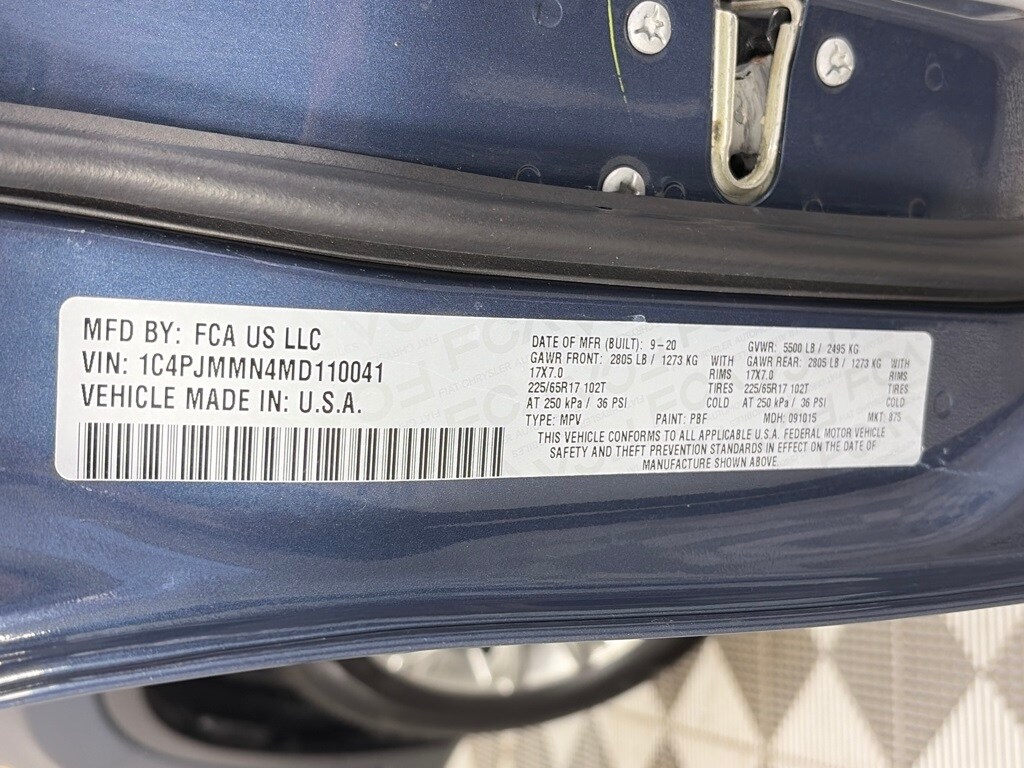 MFD BY: FCA US LLC
VIN: 1C4PJMMN4MD110041
VEHICLE MADE IN: U.S.A.
DATE OF MFR (BUILT): 9-20 GVWR: 5500 LB / 2495 KG
GAWR FRONT: 2805 LB / 1273 KG WITH GAWR REAR: 2805 LB / 1273 KG WITH
17X7.0 RIMS 17X7.0 RIMS
225/65R17 102T TIRES 225/65R17 102T TIRES
AT 250 kPa / 36 PSI COLD AT 250 kPa / 36 PSI COLD
TYPE: MPV PAINT: PBF MDH: 091015 MKT: 875
THIS VEHICLE CONFORMS TO ALL APPLICABLE U.S.A. FEDERAL MOTOR VEHICLE
SAFETY AND THEFT PREVENTION STANDARDS IN EFFECT ON THE DATE OF
MANUFACTURE SHOWN ABOVE.